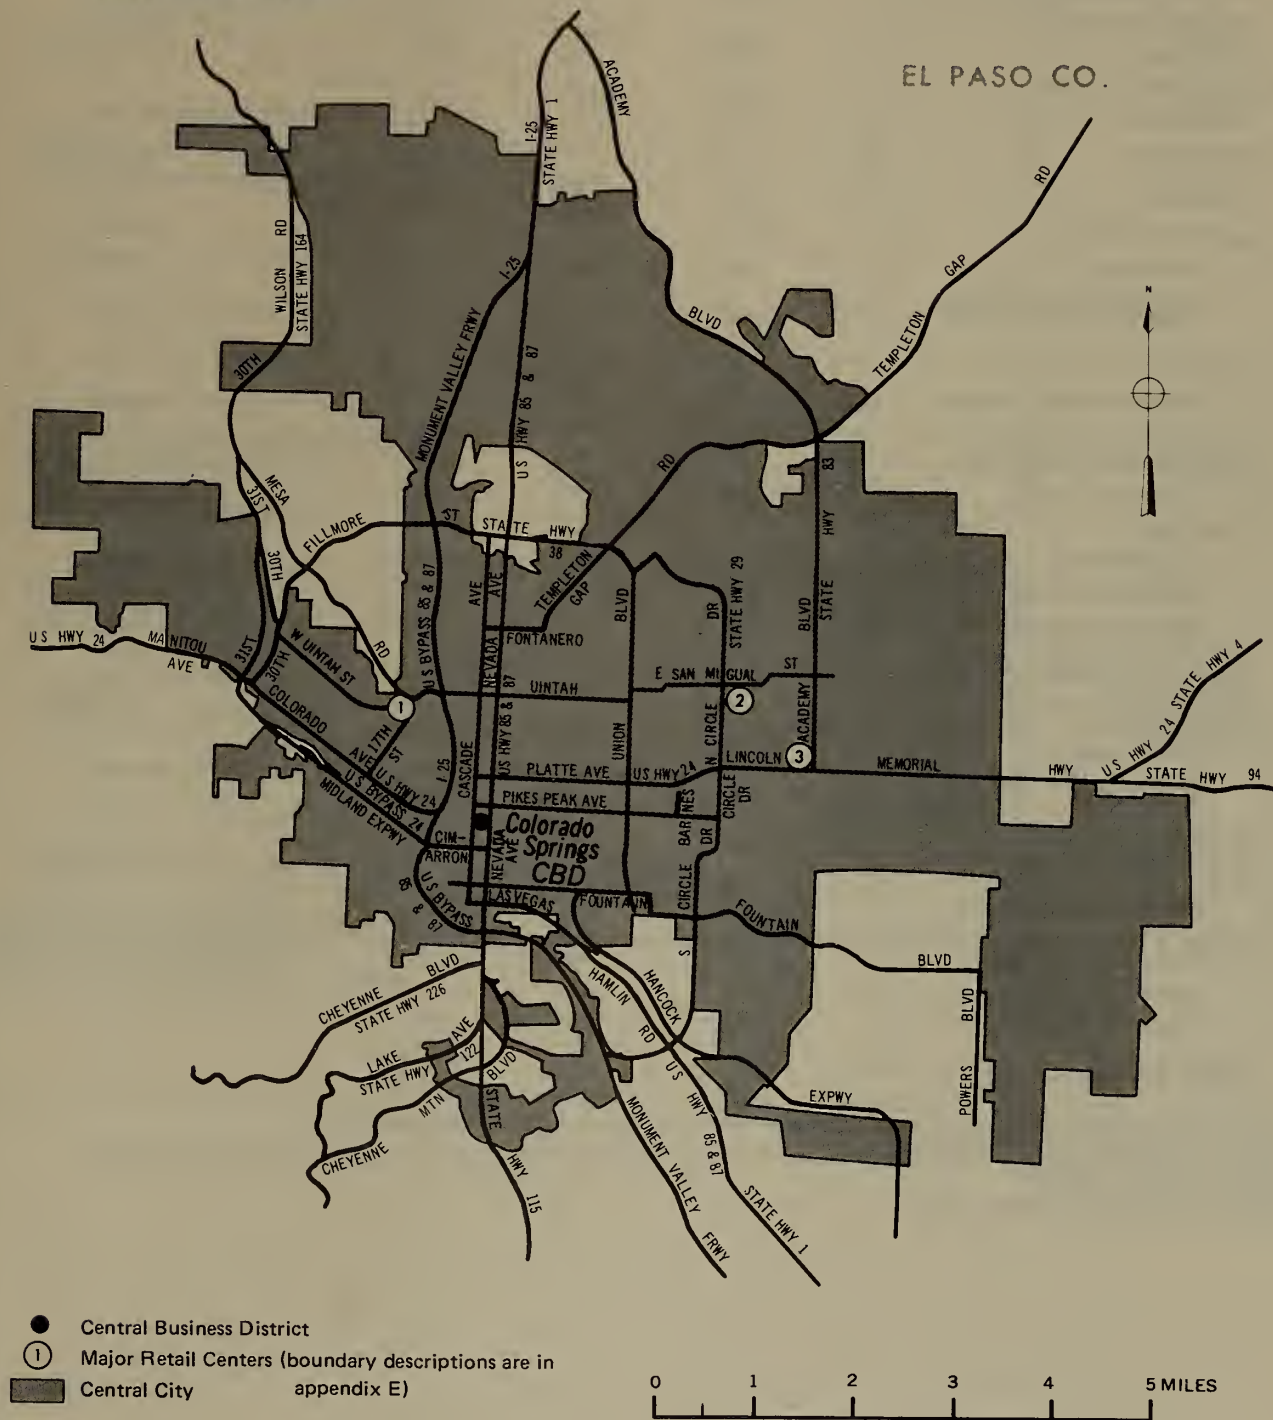 EL PASO CO.
ACADEMY
I-25
STATE HWY 1
RD
WILSON RD
STATE HWY 164
I-25
GAP
N
BLVD
TEMPLETON
30TH
MONUMENT VALLEY FRWY
US HWY 85 & 87
RD
83
MESA
31ST
FILLMORE
ST
STATE HWY
38
HWY
30TH
TEMPLETON
GAP
STATE HWY 29
DR
BLVD
AVE
AVE
US BYPASS 85 & 87
BLVD
STATE
US HWY 24
MANITOU
AVE
31ST
30TH
W UINTAH ST
RD
FONTANERO
NEVADA
E SAN MIGUAL ST
UINTAH
1
2
COLORADO
AVE
17TH
ST
US HWY 85 & 87
UNION
N CIRCLE
ACADEMY
3
LINCOLN
MEMORIAL
HWY
US HWY 24 STATE HWY 4
STATE HWY 94
US HWY 24
US BYPASS 24
MIDLAND EXPWY
I-25
CASCADE
PLATTE AVE
US HWY 24
PIKES PEAK AVE
BARNES
CIRCLE
DR
DR
Colorado
Springs
CBD
CIM-
ARRON
NEVADA
AVE
US BYPASS
85 & 87
LAS VEGAS
FOUNTAIN
CIRCLE
S
FOUNTAIN
BLVD
CHEYENNE BLVD
STATE HWY 226
HAMLIN
RD
HANCOCK
BLVD
POWERS
LAKE AVE
STATE HWY 122
BLVD
MTN
CHEYENNE
STATE
HWY 115
US HWY 85 & 87
EXPWY
MONUMENT VALLEY
FRWY
STATE HWY 1
Central Business District
1 Major Retail Centers (boundary descriptions are in
appendix E)
Central City
0 1 2 3 4 5 MILES